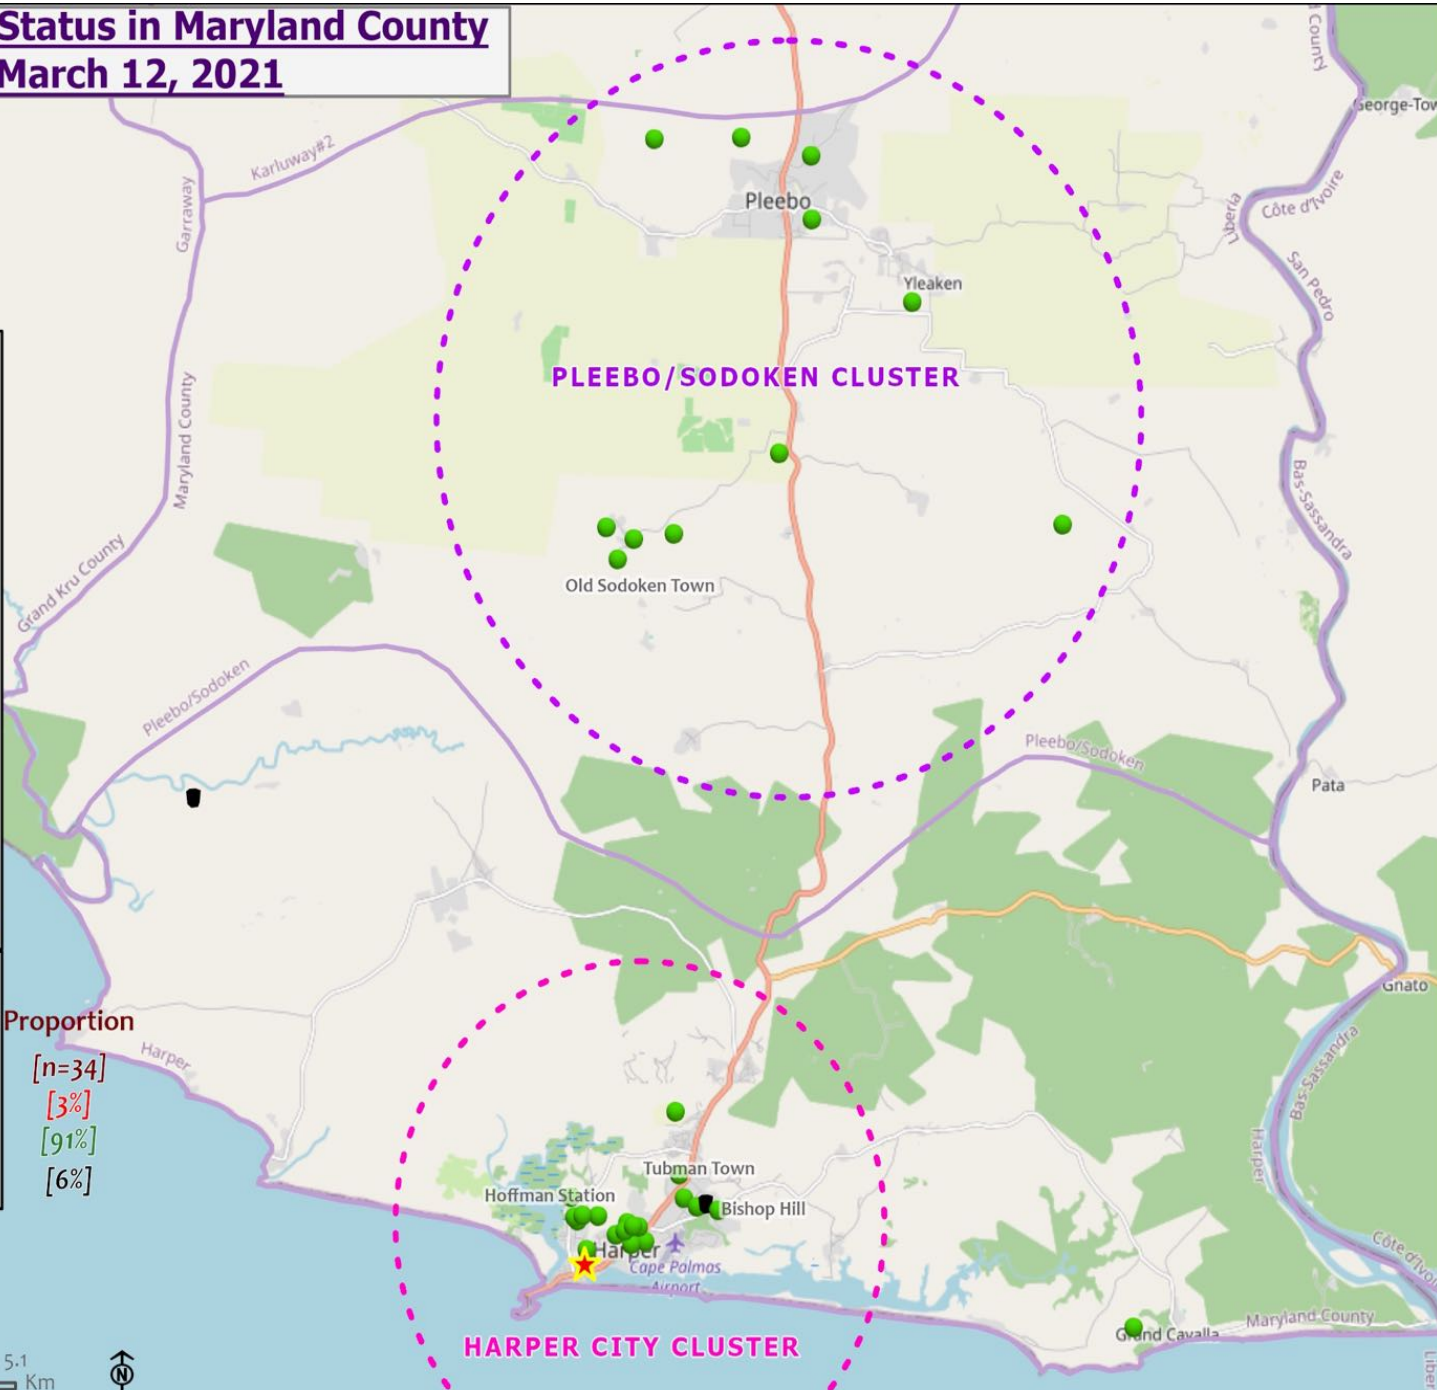 Status in Maryland County
March 12, 2021
d County
George-Tow
Karluway#2
Garraway
Pleebo
Liberia
Côte d'Ivoire
Yleaken
San Pedro
PLEEBO/SODOKEN CLUSTER
Maryland County
Bas-Sassandra
Grand Kru County
Old Sodoken Town
Pleebo/Sodoken
Pleebo/Sodoken
Pata
Gnato
Proportion
[n=34]
[3%]
[91%]
[6%]
Harper
Bas-Sassandra
Harper
Tubman Town
Hoffman Station
Bishop Hill
Harper
Cape Palmas
Airport
Côte d'Ivoi
Maryland County
Grand Cavalla
HARPER CITY CLUSTER
5.1
Km
N
Liber